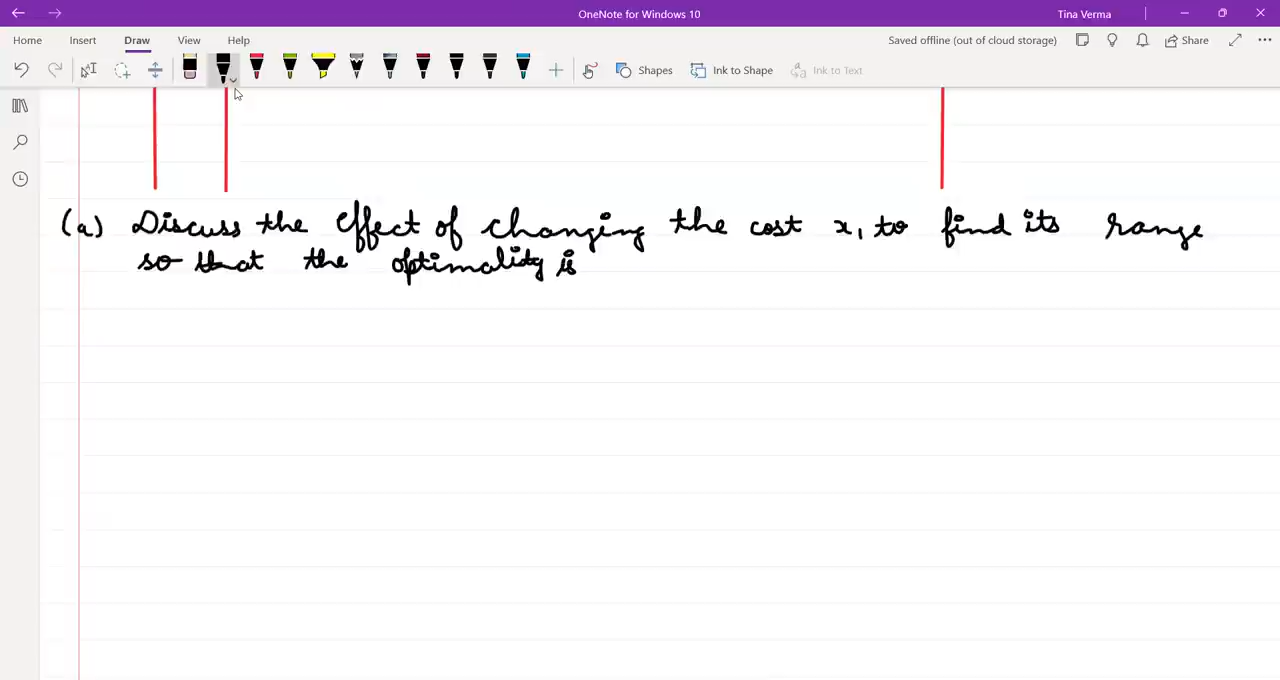 OneNote for Windows 10
Tina Verma
Home Insert Draw View Help
Saved offline (out of cloud storage)
Share
Shapes
Ink to Shape
Ink to Text
(a) Discuss the effect of changing the cost x1 to find its range
so that the optimality is